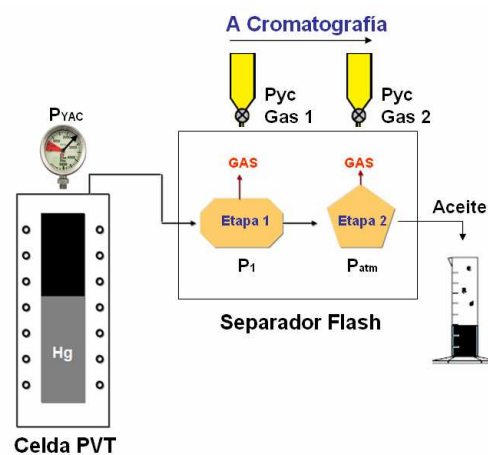 A Cromatografía
Pyc
Gas 1
Pyc
Gas 2
PYAC
GAS
GAS
Etapa 1
Etapa 2
Aceite
P1
Patm
Separador Flash
Hg
Celda PVT